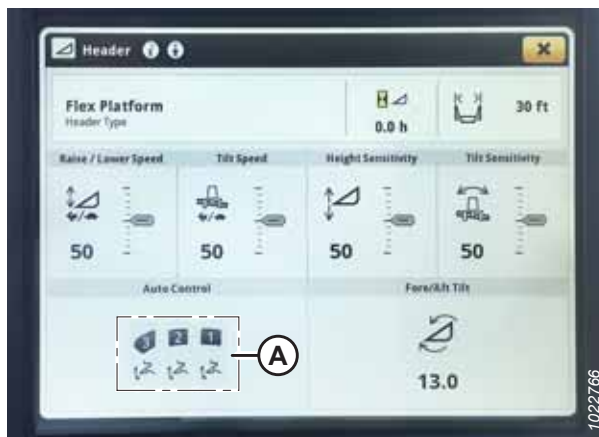 Header
Flex Platform
Header Type
0.0 h
30 ft
Raise / Lower Speed
Tilt Speed
Height Sensitivity
Tilt Sensitivity
50
50
50
50
Auto Control
Fore/Aft Tilt
3 2 1
A
13.0
1022766